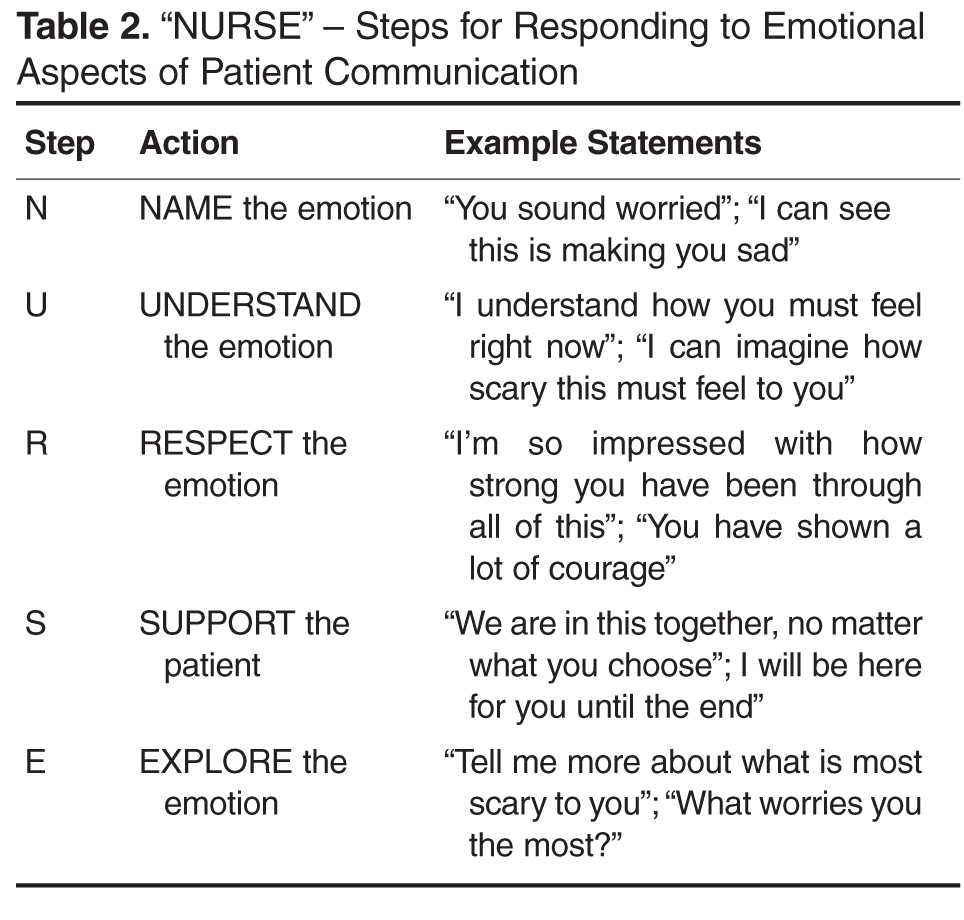 Table 2. “NURSE” – Steps for Responding to Emotional
Aspects of Patient Communication
Step Action Example Statements
N NAME the emotion “You sound worried”; “I can see
this is making you sad”
U UNDERSTAND “I understand how you must feel
the emotion right now”; “I can imagine how
scary this must feel to you”
R RESPECT the “I’m so impressed with how
emotion strong you have been through
all of this”; “You have shown a
lot of courage”
S SUPPORT the “We are in this together, no matter
patient what you choose”; I will be here
for you until the end”
E EXPLORE the “Tell me more about what is most
emotion scary to you”; “What worries you
the most?”